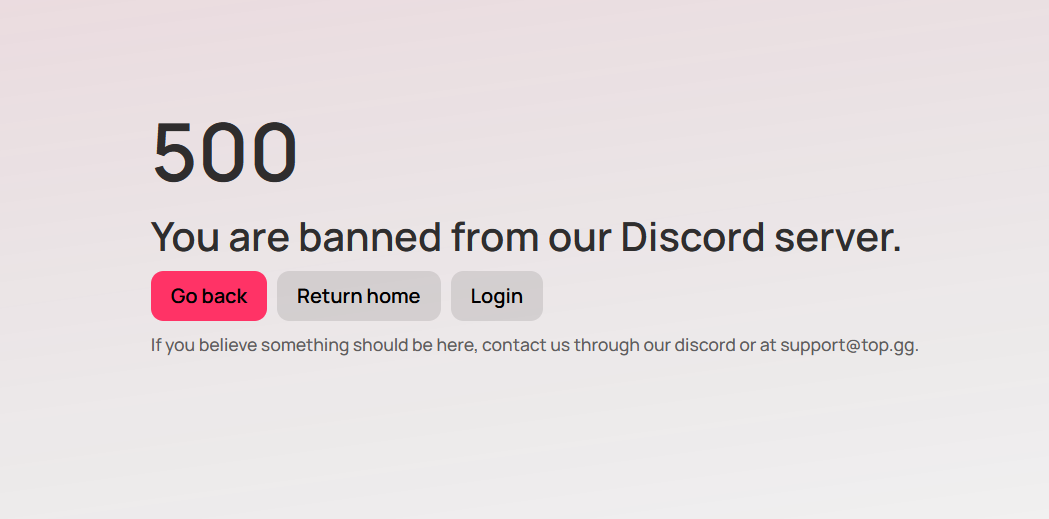 500
You are banned from our Discord server.
Go back Return home Login
If you believe something should be here, contact us through our discord or at support@top.gg.